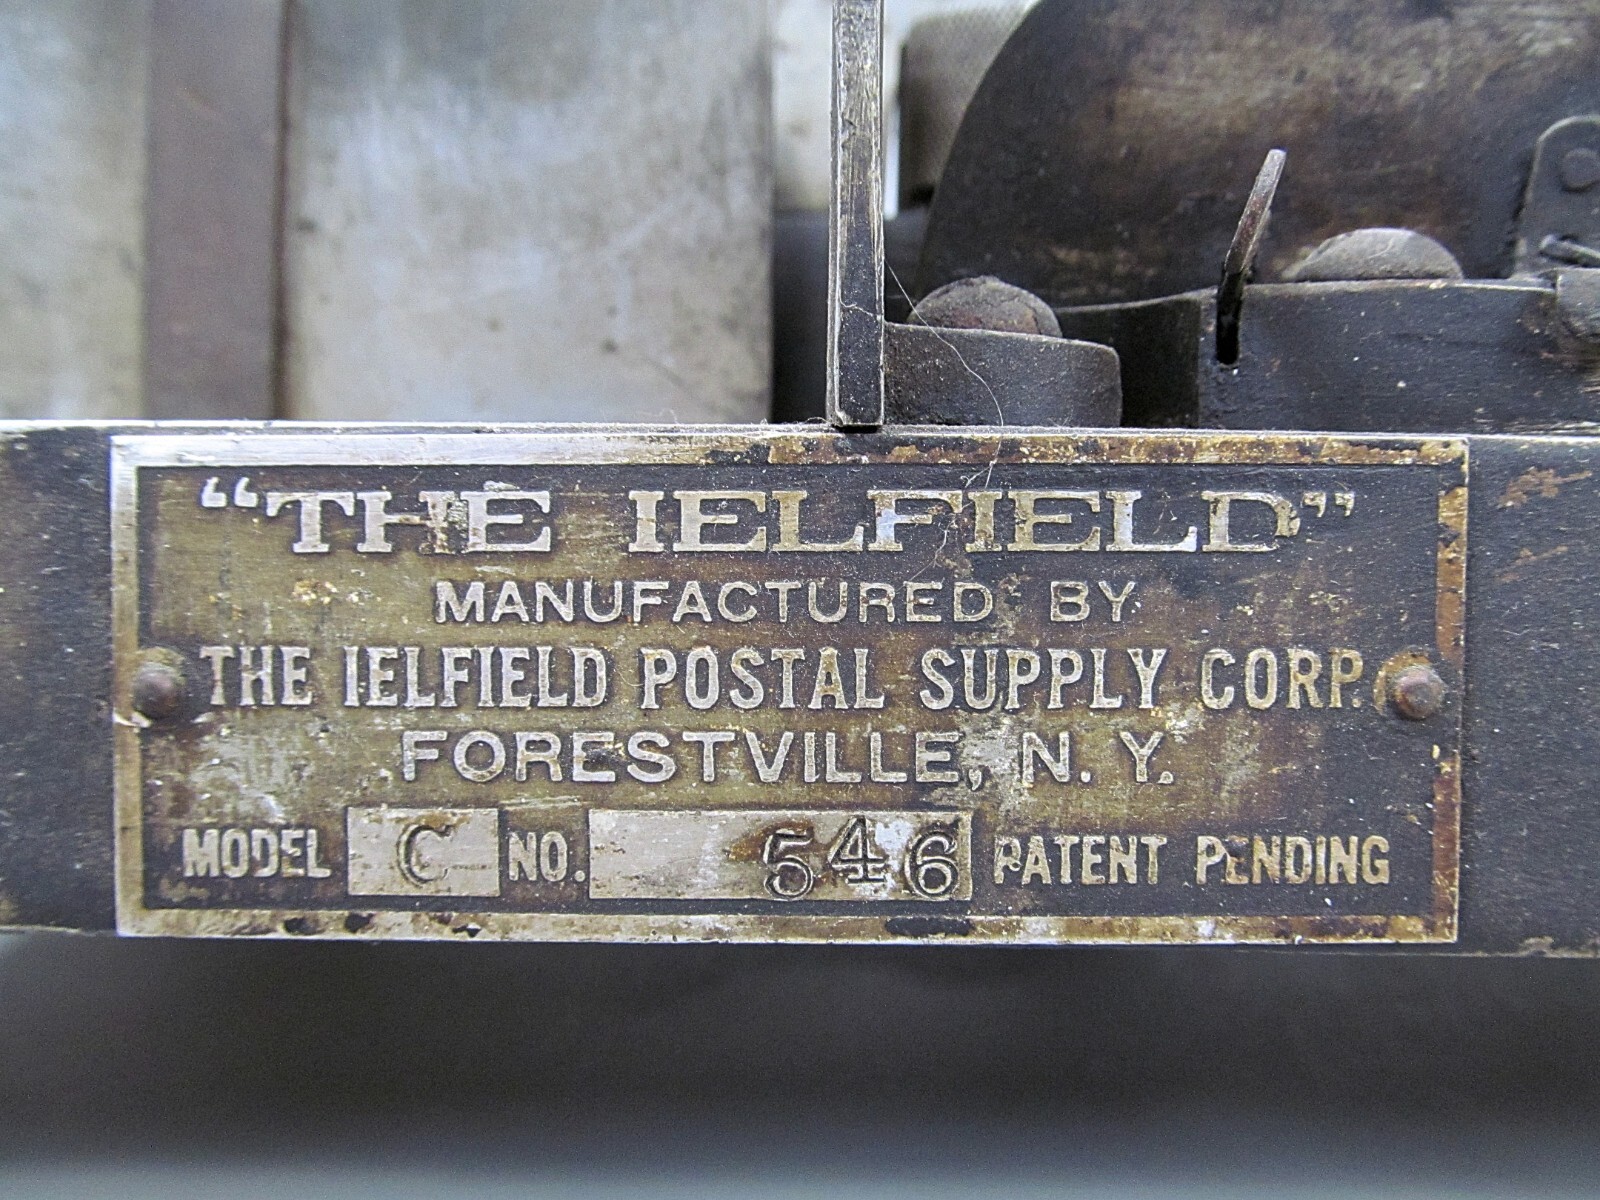 “THE IELFIELD”
MANUFACTURED BY
THE IELFIELD POSTAL SUPPLY CORP.
FORESTVILLE, N. Y.
MODEL C NO. 546 PATENT PENDING